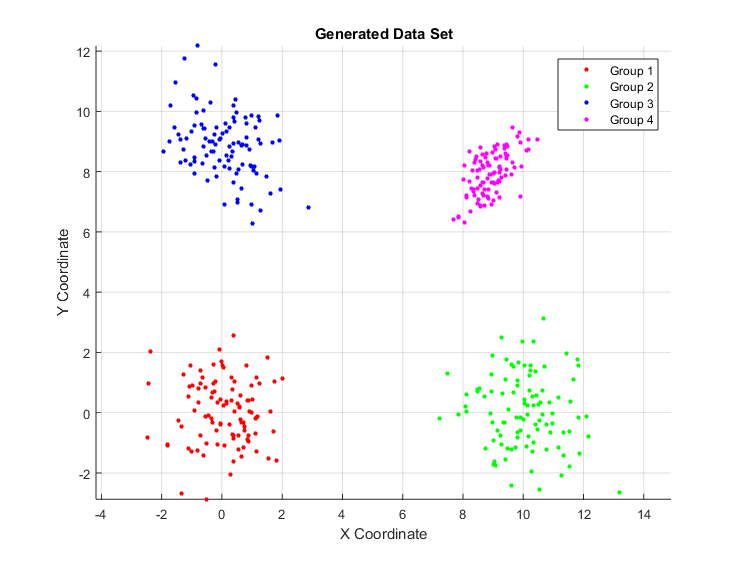 Generated Data Set
Group 1
Group 2
Group 3
Group 4
12
10
8
6
4
2
0
-2
Y Coordinate
-4 -2 0 2 4 6 8 10 12 14
X Coordinate